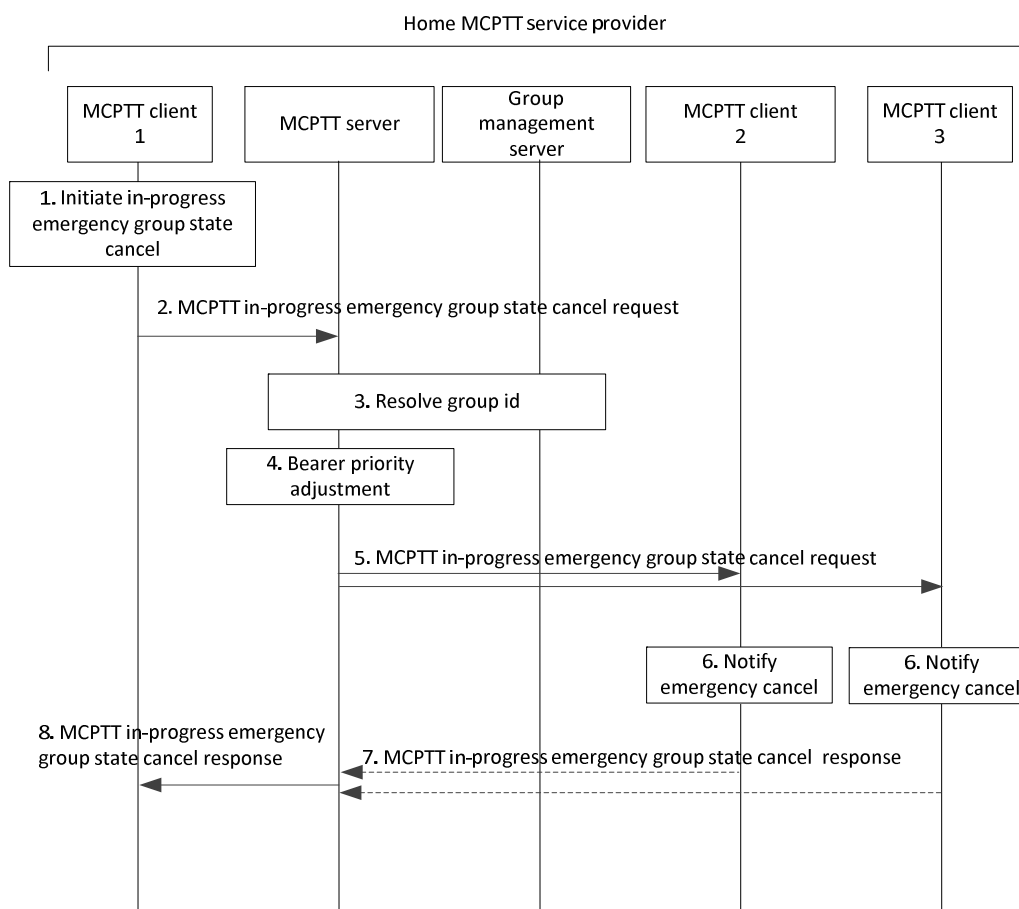 Home MCPTT service provider
MCPTT client
1
MCPTT server
Group
management
server
MCPTT client
2
MCPTT client
3
1. Initiate in-progress
emergency group state
cancel
2. MCPTT in-progress emergency group state cancel request
3. Resolve group id
4. Bearer priority
adjustment
5. MCPTT in-progress emergency group state cancel request
6. Notify
emergency cancel
6. Notify
emergency cancel
8. MCPTT in-progress emergency
group state cancel response
7. MCPTT in-progress emergency group state cancel response